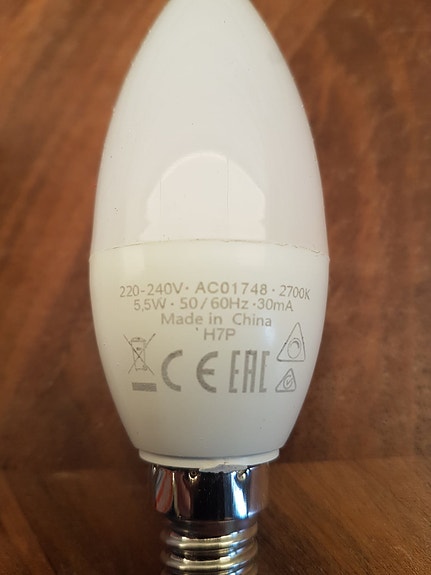 220-240V· AC01748 · 2700K
5,5W · 50/60Hz ·30mA
Made in China
H7P
CE EAC